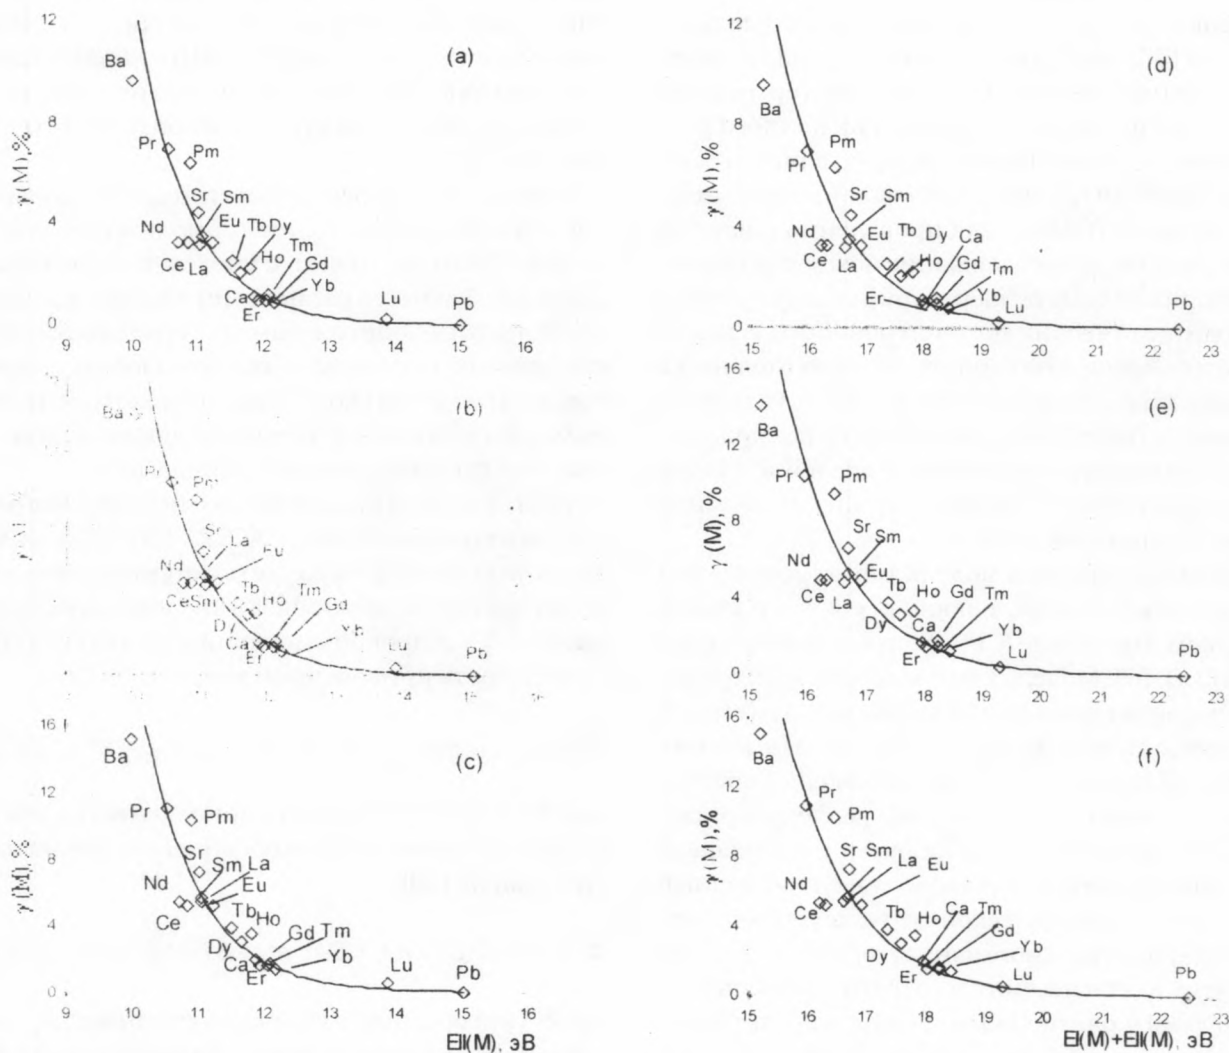 12
Ba
(a)
8
Pr
Pm
γ (M), %
Sr
Sm
4
Nd
Eu
Tb Dy
Ce La
Ho
Tm
Gd
Ca
Yb
Er
Lu
Pb
0
9 10 11 12 13 14 15 16
Ba
(b)
Nd
La
Tb
Ho
Tm
Gd
CeSm
Ca
Er
Lu
Pb
9 10 11 12 13 14 15 16
16
Ba
(c)
12
Pr
Pm
γ (M), %
8
Sr
Sm
La
Nd
Eu
4
Ce
Tb
Ho
Dy
Gd
Tm
Ca
Er
Yb
Lu
Pb
0
9 10 11 12 13 14 15 16
EII(M), эВ
12
(d)
Ba
8
Pr
Pm
γ (M), %
Sr
Sm
4
Nd
Eu
Tb
Dy
Ca
Ce
La
Ho
Gd
Tm
Er
Yb
Lu
Pb
0
15 16 17 18 19 20 21 22 23
16
Ba
(e)
12
Pr
Pm
γ (M), %
8
Sm
Nd
Eu
4
Ce
La
Tb
Ho
Gd
Tm
Dy
Ca
Er
Yb
Lu
Pb
0
15 16 17 18 19 20 21 22 23
16
Ba
(f)
12
Pr
Pm
γ (M), %
8
Sr
Sm
La
Eu
Nd
4
Ce
Tb
Ho
Ca
Tm
Dy
Gd
Er
Yb
Lu
Pb
0
15 16 17 18 19 20 21 22 23
EI(M)+EII(M), эВ